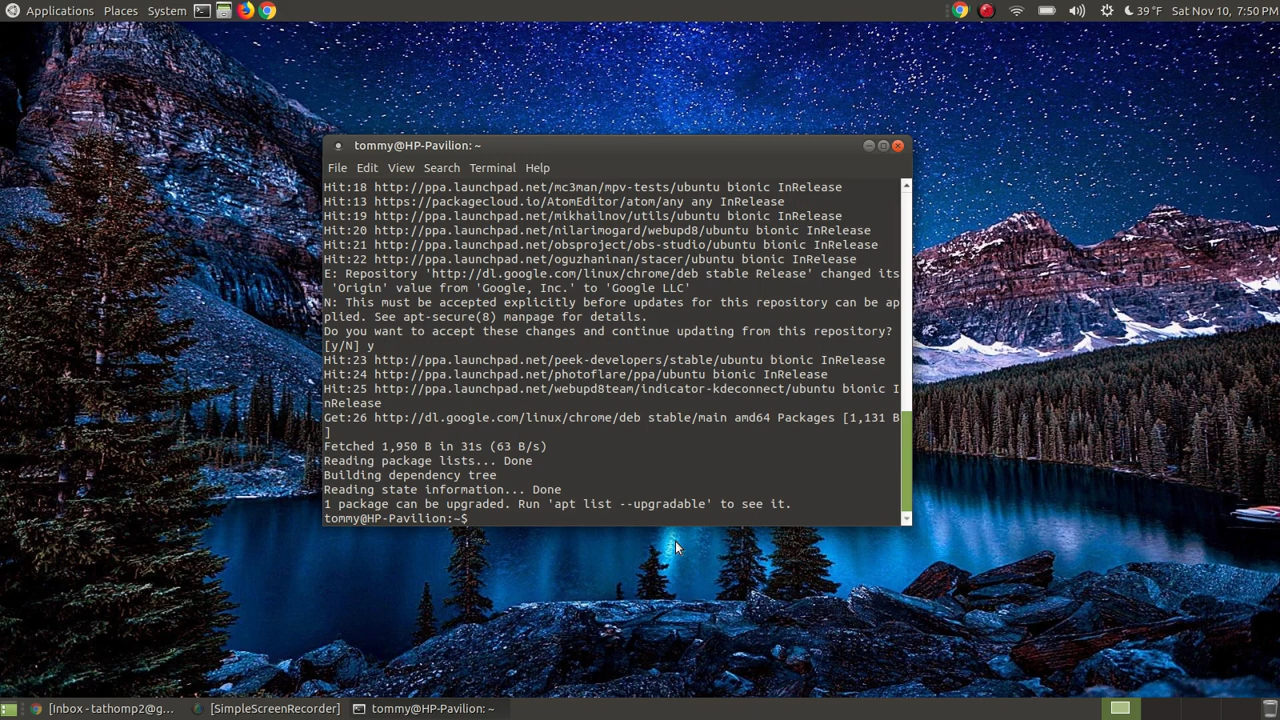 Applications Places System 39 °F Sat Nov 10, 7:50 PM
tommy@HP-Pavilion: ~
File Edit View Search Terminal Help
Hit:18 http://ppa.launchpad.net/mc3man/mpv-tests/ubuntu bionic InRelease
Hit:13 https://packagecloud.io/AtomEditor/atom/any any InRelease
Hit:19 http://ppa.launchpad.net/mikhailnov/utils/ubuntu bionic InRelease
Hit:20 http://ppa.launchpad.net/nilarimogard/webupd8/ubuntu bionic InRelease
Hit:21 http://ppa.launchpad.net/obsproject/obs-studio/ubuntu bionic InRelease
Hit:22 http://ppa.launchpad.net/oguzhaninan/stacer/ubuntu bionic InRelease
E: Repository 'http://dl.google.com/linux/chrome/deb stable Release' changed its
'Origin' value from 'Google, Inc.' to 'Google LLC'
N: This must be accepted explicitly before updates for this repository can be ap
plied. See apt-secure(8) manpage for details.
Do you want to accept these changes and continue updating from this repository?
[y/N] y
Hit:23 http://ppa.launchpad.net/peek-developers/stable/ubuntu bionic InRelease
Hit:24 http://ppa.launchpad.net/photoflare/ppa/ubuntu bionic InRelease
Hit:25 http://ppa.launchpad.net/webupd8team/indicator-kdeconnect/ubuntu bionic I
nRelease
Get:26 http://dl.google.com/linux/chrome/deb stable/main amd64 Packages [1,131 B
]
Fetched 1,950 B in 31s (63 B/s)
Reading package lists... Done
Building dependency tree
Reading state information... Done
1 package can be upgraded. Run 'apt list --upgradable' to see it.
tommy@HP-Pavilion:~$
[Inbox - tathomp2@g... [SimpleScreenRecorder] tommy@HP-Pavilion: ~